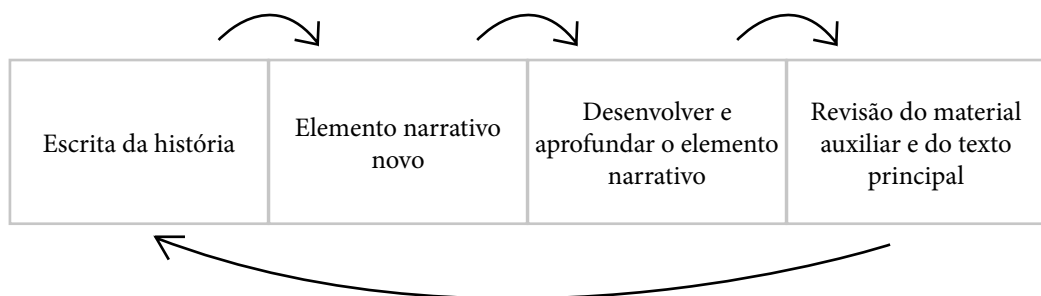 Escrita da história
Elemento narrativo
novo
Desenvolver e
aprofundar o elemento
narrativo
Revisão do material
auxiliar e do texto
principal